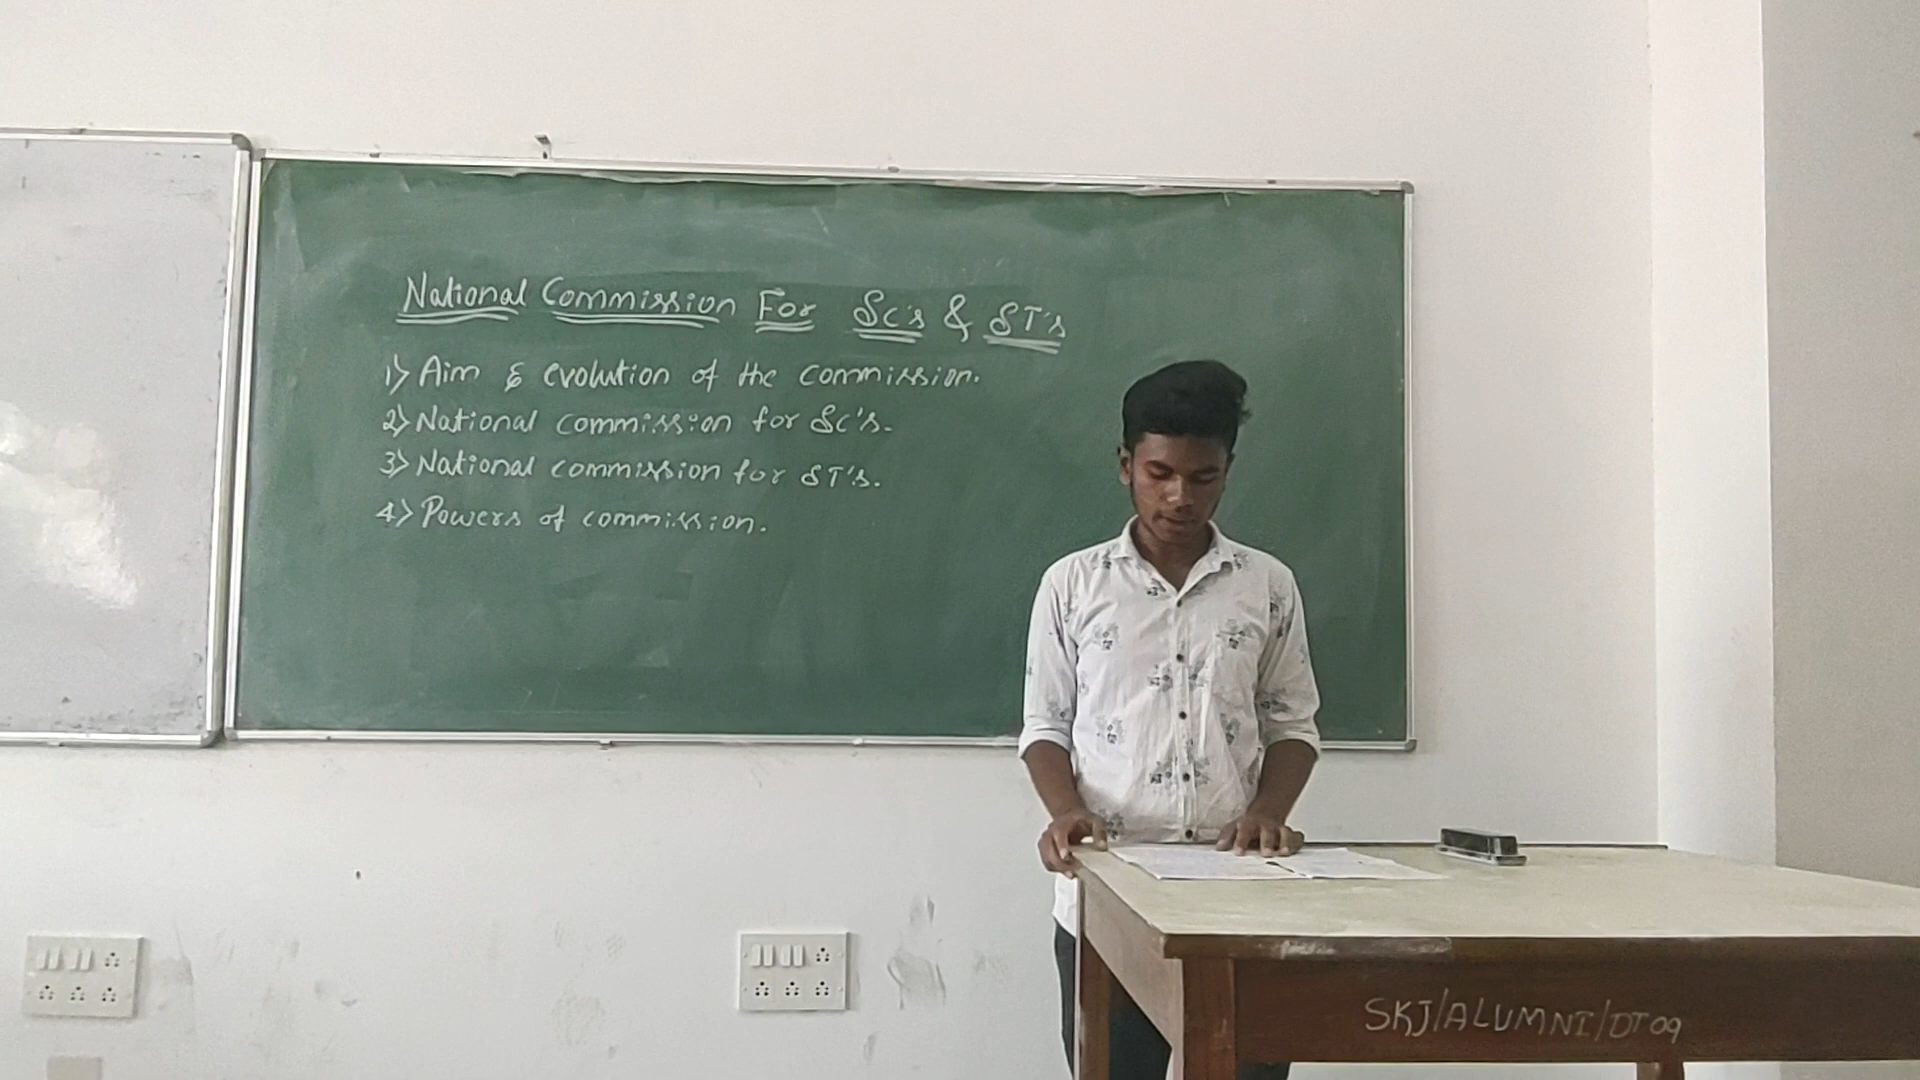 National Commission For SC's & ST's
1) Aim & evolution of the commission.
2) National commission for SC's.
3) National commission for ST's.
4) Powers of commission.
SKJ/ALUMNI/DT09